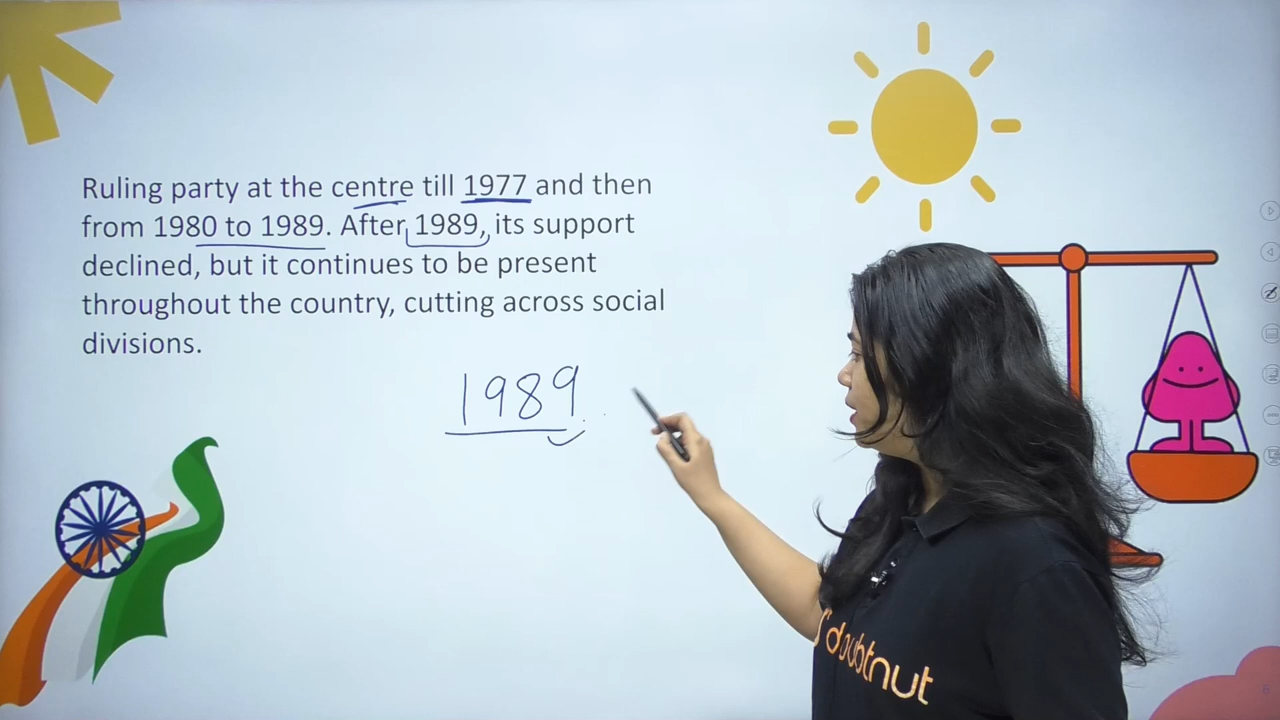 Ruling party at the centre till 1977 and then
from 1980 to 1989. After 1989, its support
declined, but it continues to be present
throughout the country, cutting across social
divisions.
1989
doubtnut